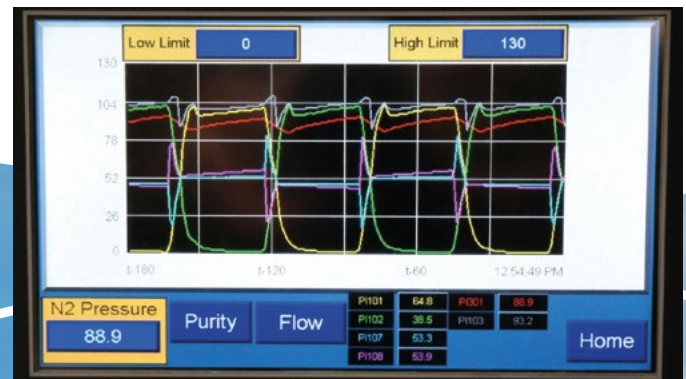 Low Limit 0 High Limit 130
130
104
78
52
26
0
t-180 t-120 t-60 12:54:49 PM
N2 Pressure
88.9
Purity
Flow
PI101 64.8 PI301 88.9
PI102 38.5 PI103 93.2
PI107 53.3
PI108 53.9
Home